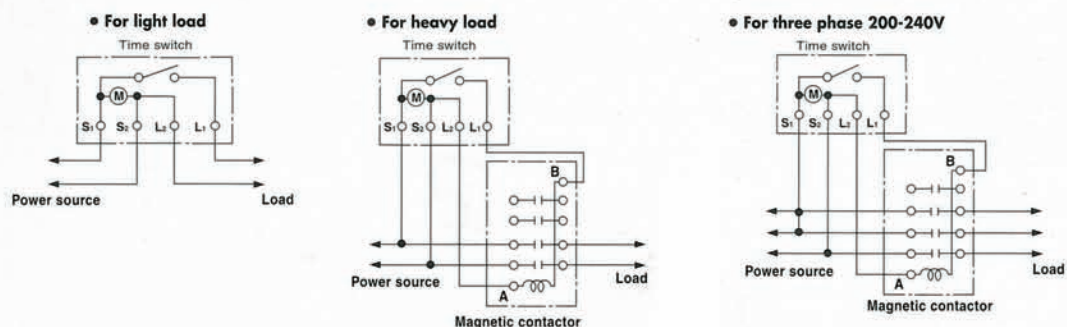 ● For light load
Time switch
M
S₁ S₂ L₂ L₁
Power source
Load
● For heavy load
Time switch
M
S₁ S₂ L₂ L₁
B
Power source
Load
A
Magnetic contactor
● For three phase 200-240V
Time switch
M
S₁ S₂ L₂ L₁
B
Power source
Load
A
Magnetic contactor